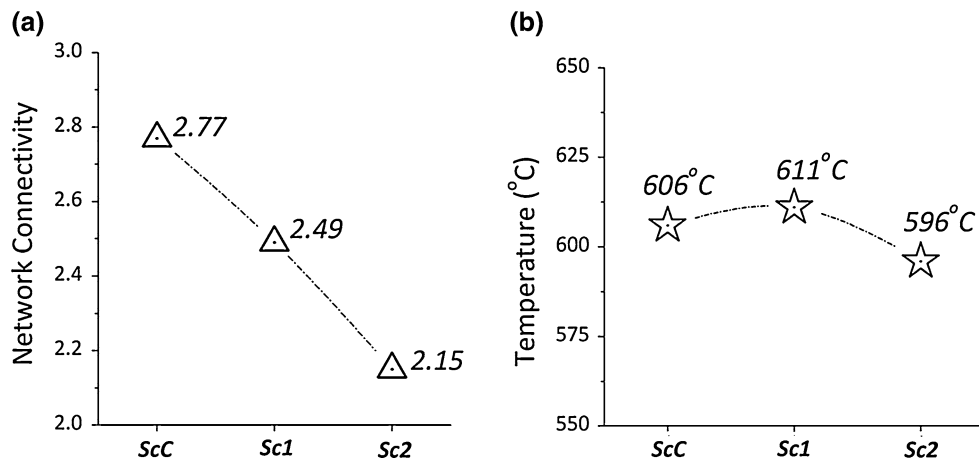 (a)
Network Connectivity
3.0
2.8
2.6
2.4
2.2
2.0
2.77
2.49
2.15
ScC
Sc1
Sc2
(b)
Temperature (°C)
650
625
600
575
550
606°C
611°C
596°C
ScC
Sc1
Sc2